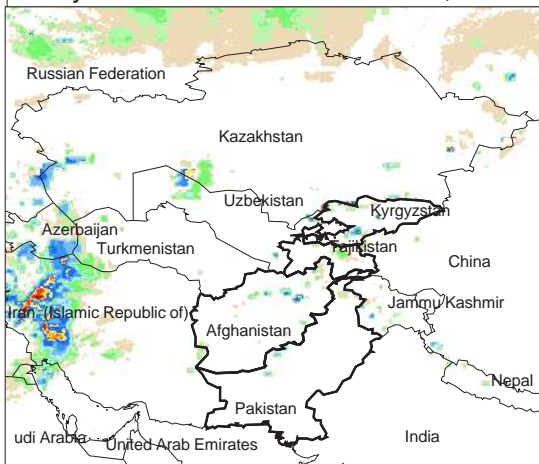 Russian Federation
Kazakhstan
Uzbekistan
Kyrgyzstan
Azerbaijan
Turkmenistan
Tajikistan
China
Iran (Islamic Republic of)
Jammu Kashmir
Afghanistan
Nepal
Pakistan
udi Arabia
United Arab Emirates
India